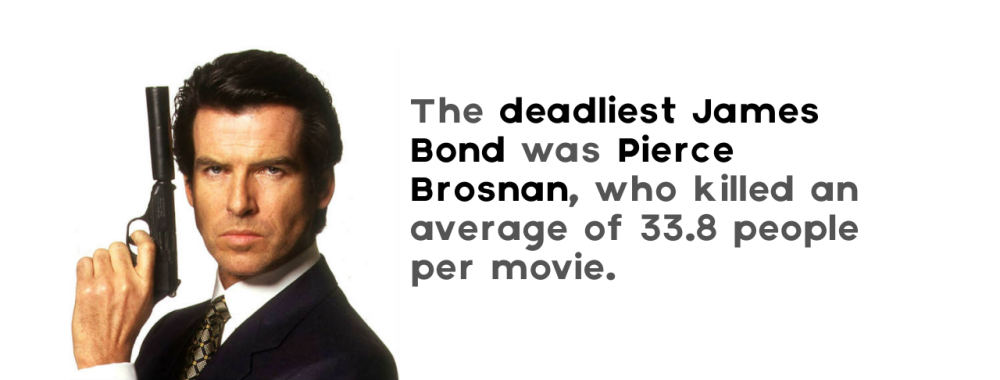 The deadliest James
Bond was Pierce
Brosnan, who killed an
average of 33.8 people
per movie.